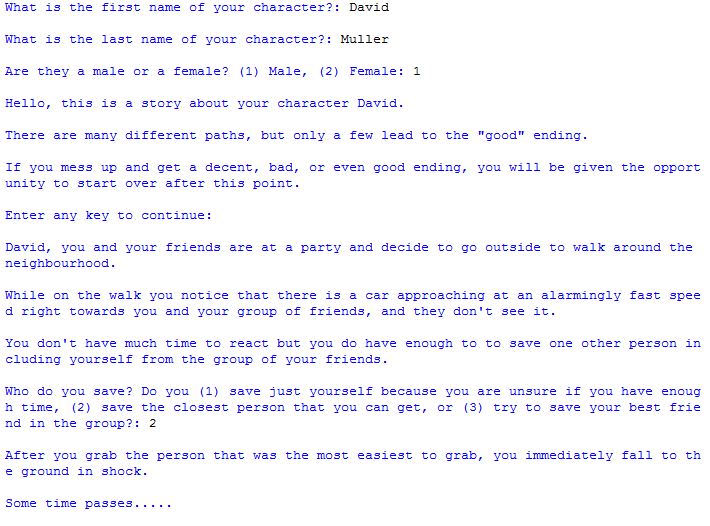 What is the first name of your character?: David
What is the last name of your character?: Muller
Are they a male or a female? (1) Male, (2) Female: 1
Hello, this is a story about your character David.
There are many different paths, but only a few lead to the "good" ending.
If you mess up and get a decent, bad, or even good ending, you will be given the opport
unity to start over after this point.
Enter any key to continue:
David, you and your friends are at a party and decide to go outside to walk around the
neighbourhood.
While on the walk you notice that there is a car approaching at an alarmingly fast spee
d right towards you and your group of friends, and they don't see it.
You don't have much time to react but you do have enough to to save one other person in
cluding yourself from the group of your friends.
Who do you save? Do you (1) save just yourself because you are unsure if you have enoug
h time, (2) save the closest person that you can get, or (3) try to save your best frie
nd in the group?: 2
After you grab the person that was the most easiest to grab, you immediately fall to th
e ground in shock.
Some time passes.....